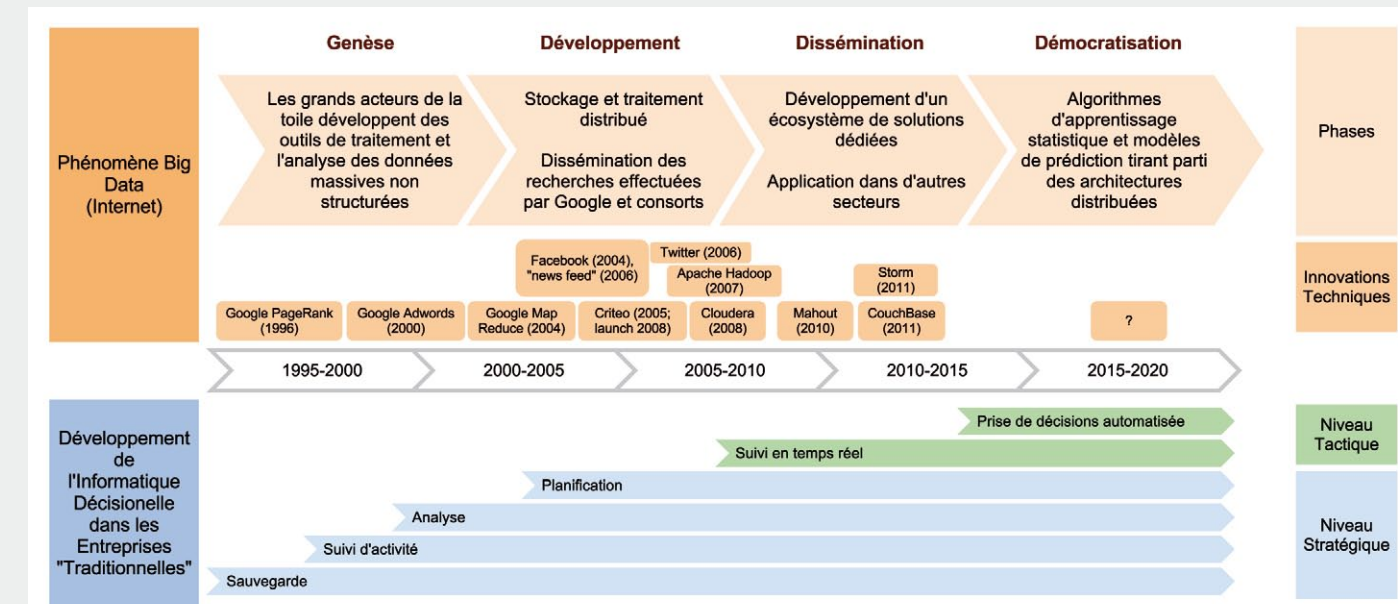 Genèse
Développement
Dissémination
Démocratisation
Phénomène Big
Data
(Internet)
Les grands acteurs de la
toile développent des
outils de traitement et
l'analyse des données
massives non
structurées
Stockage et traitement
distribué
Dissémination des
recherches effectuées
par Google et consorts
Développement d'un
écosystème de solutions
dédiées
Application dans d'autres
secteurs
Algorithmes
d'apprentissage
statistique et modèles
de prédiction tirant parti
des architectures
distribuées
Phases
Facebook (2004),
"news feed" (2006)
Twitter (2006)
Apache Hadoop
(2007)
Storm
(2011)
Google PageRank
(1996)
Google Adwords
(2000)
Google Map
Reduce (2004)
Criteo (2005;
launch 2008)
Cloudera
(2008)
Mahout
(2010)
CouchBase
(2011)
?
Innovations
Techniques
1995-2000
2000-2005
2005-2010
2010-2015
2015-2020
Développement
de
l'Informatique
Décisionelle
dans les
Entreprises
"Traditionnelles"
Prise de décisions automatisée
Suivi en temps réel
Planification
Analyse
Suivi d'activité
Sauvegarde
Niveau
Tactique
Niveau
Stratégique